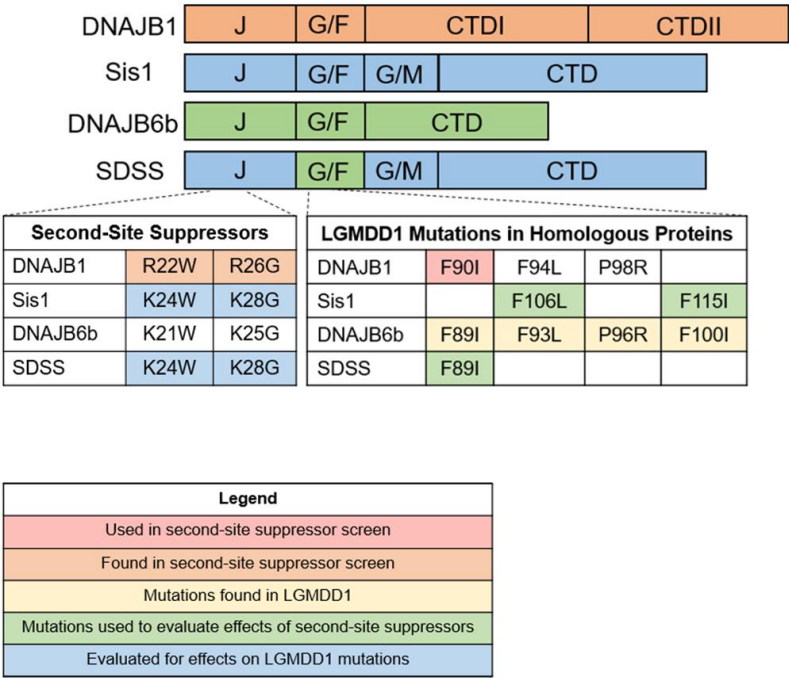 DNAJB1 J G/F CTDI CTDII
Sis1 J G/F G/M CTD
DNAJB6b J G/F CTD
SDSS J G/F G/M CTD
Second-Site Suppressors
DNAJB1 R22W R26G
Sis1 K24W K28G
DNAJB6b K21W K25G
SDSS K24W K28G
LGMDD1 Mutations in Homologous Proteins
DNAJB1 F90I F94L P98R
Sis1 F106L F115I
DNAJB6b F89I F93L P96R F100I
SDSS F89I
Legend
Used in second-site suppressor screen
Found in second-site suppressor screen
Mutations found in LGMDD1
Mutations used to evaluate effects of second-site suppressors
Evaluated for effects on LGMDD1 mutations